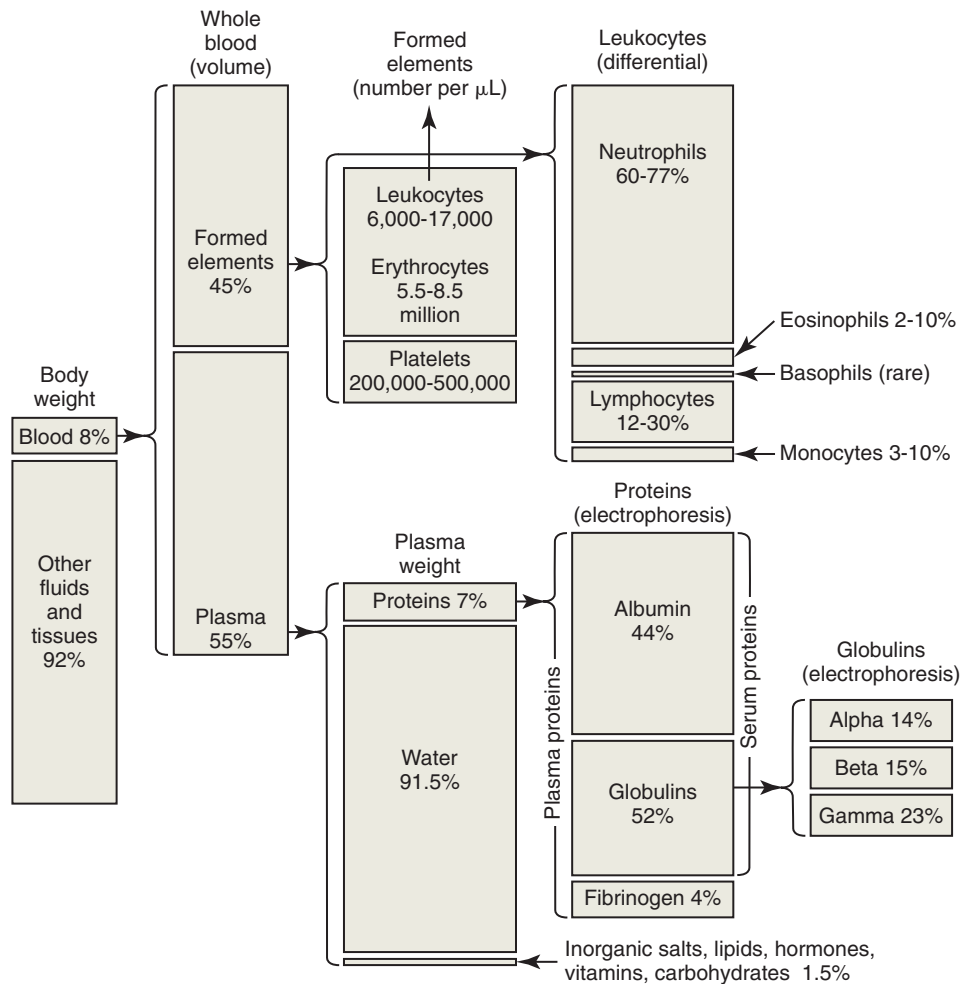 Whole
blood
(volume)
Formed
elements
45%
Plasma
55%
Body
weight
Blood 8%
Other
fluids
and
tissues
92%
Formed
elements
(number per μL)
Leukocytes
6,000-17,000
Erythrocytes
5.5-8.5
million
Platelets
200,000-500,000
Leukocytes
(differential)
Neutrophils
60-77%
Eosinophils 2-10%
Basophils (rare)
Lymphocytes
12-30%
Monocytes 3-10%
Plasma
weight
Proteins 7%
Water
91.5%
Inorganic salts, lipids, hormones,
vitamins, carbohydrates 1.5%
Proteins
(electrophoresis)
Plasma proteins
Albumin
44%
Globulins
52%
Fibrinogen 4%
Serum proteins
Globulins
(electrophoresis)
Alpha 14%
Beta 15%
Gamma 23%